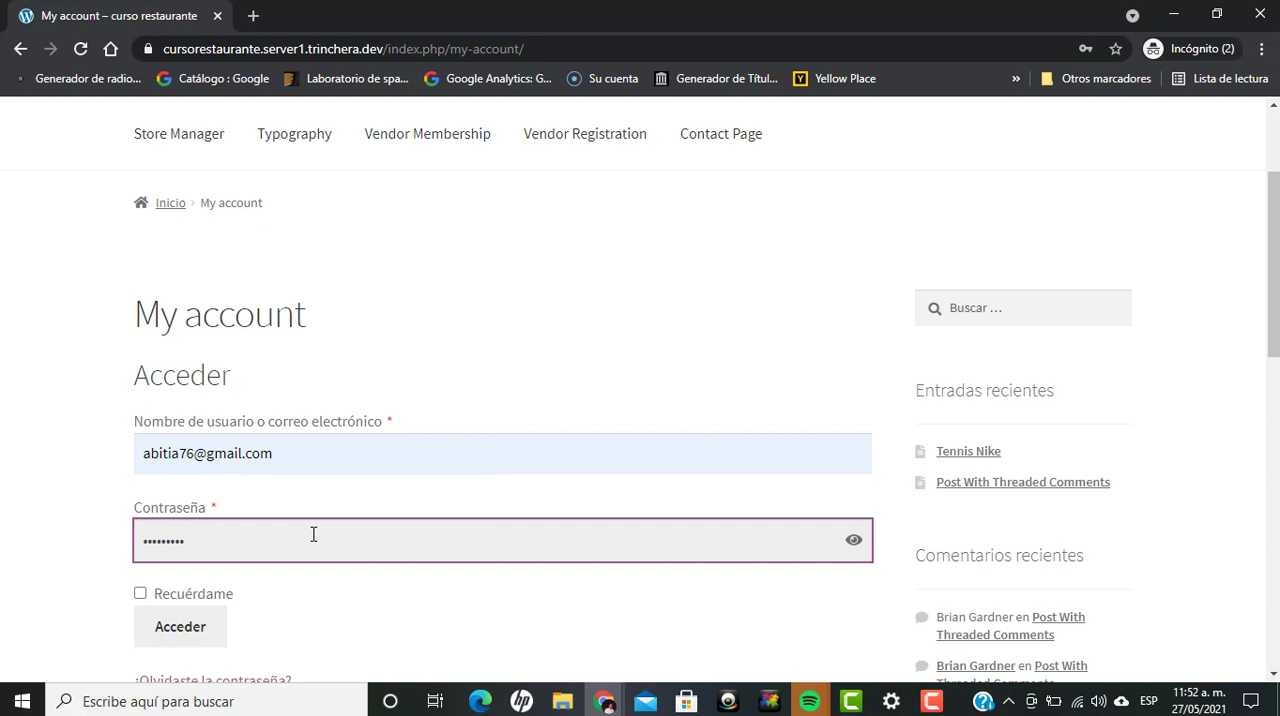 My account – curso restaurante
cursorestaurante.server1.trinchera.dev/index.php/my-account/
Incógnito (2)
Generador de radio...
Catálogo : Google
Laboratorio de spa...
Google Analytics: G...
Su cuenta
Generador de Títul...
Yellow Place
»
Otros marcadores
Lista de lectura
Store Manager
Typography
Vendor Membership
Vendor Registration
Contact Page
Inicio › My account
My account
Buscar …
Acceder
Nombre de usuario o correo electrónico *
abitia76@gmail.com
Contraseña *
•••••••••
Recuérdame
Acceder
¿Olvidaste la contraseña?
Entradas recientes
Tennis Nike
Post With Threaded Comments
Comentarios recientes
Brian Gardner en Post With
Threaded Comments
Brian Gardner en Post With
Threaded Comments
Escribe aquí para buscar
ESP
11:52 a. m.
27/05/2021